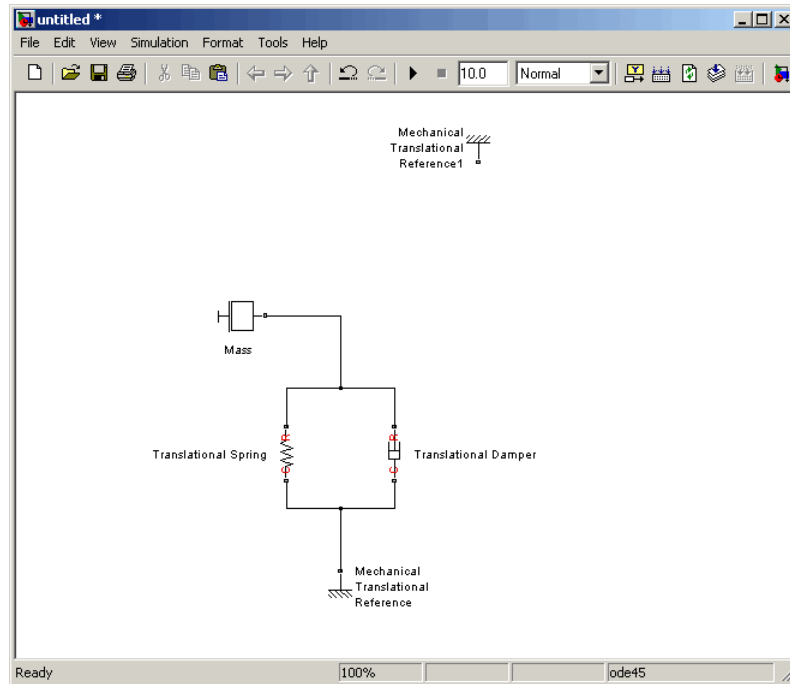 untitled *
File Edit View Simulation Format Tools Help
10.0 Normal
Mechanical
Translational
Reference1
Mass
R R
Translational Spring Translational Damper
C C
Mechanical
Translational
Reference
Ready 100% ode45